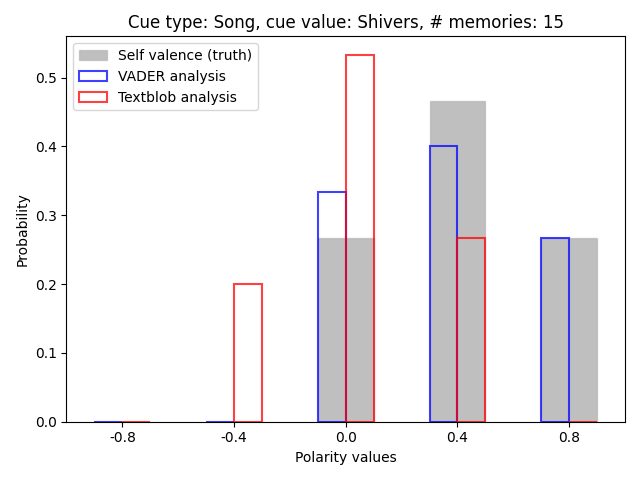 Cue type: Song, cue value: Shivers, # memories: 15
Self valence (truth)
VADER analysis
Textblob analysis
Probability
0.5
0.4
0.3
0.2
0.1
0.0
-0.8 -0.4 0.0 0.4 0.8
Polarity values